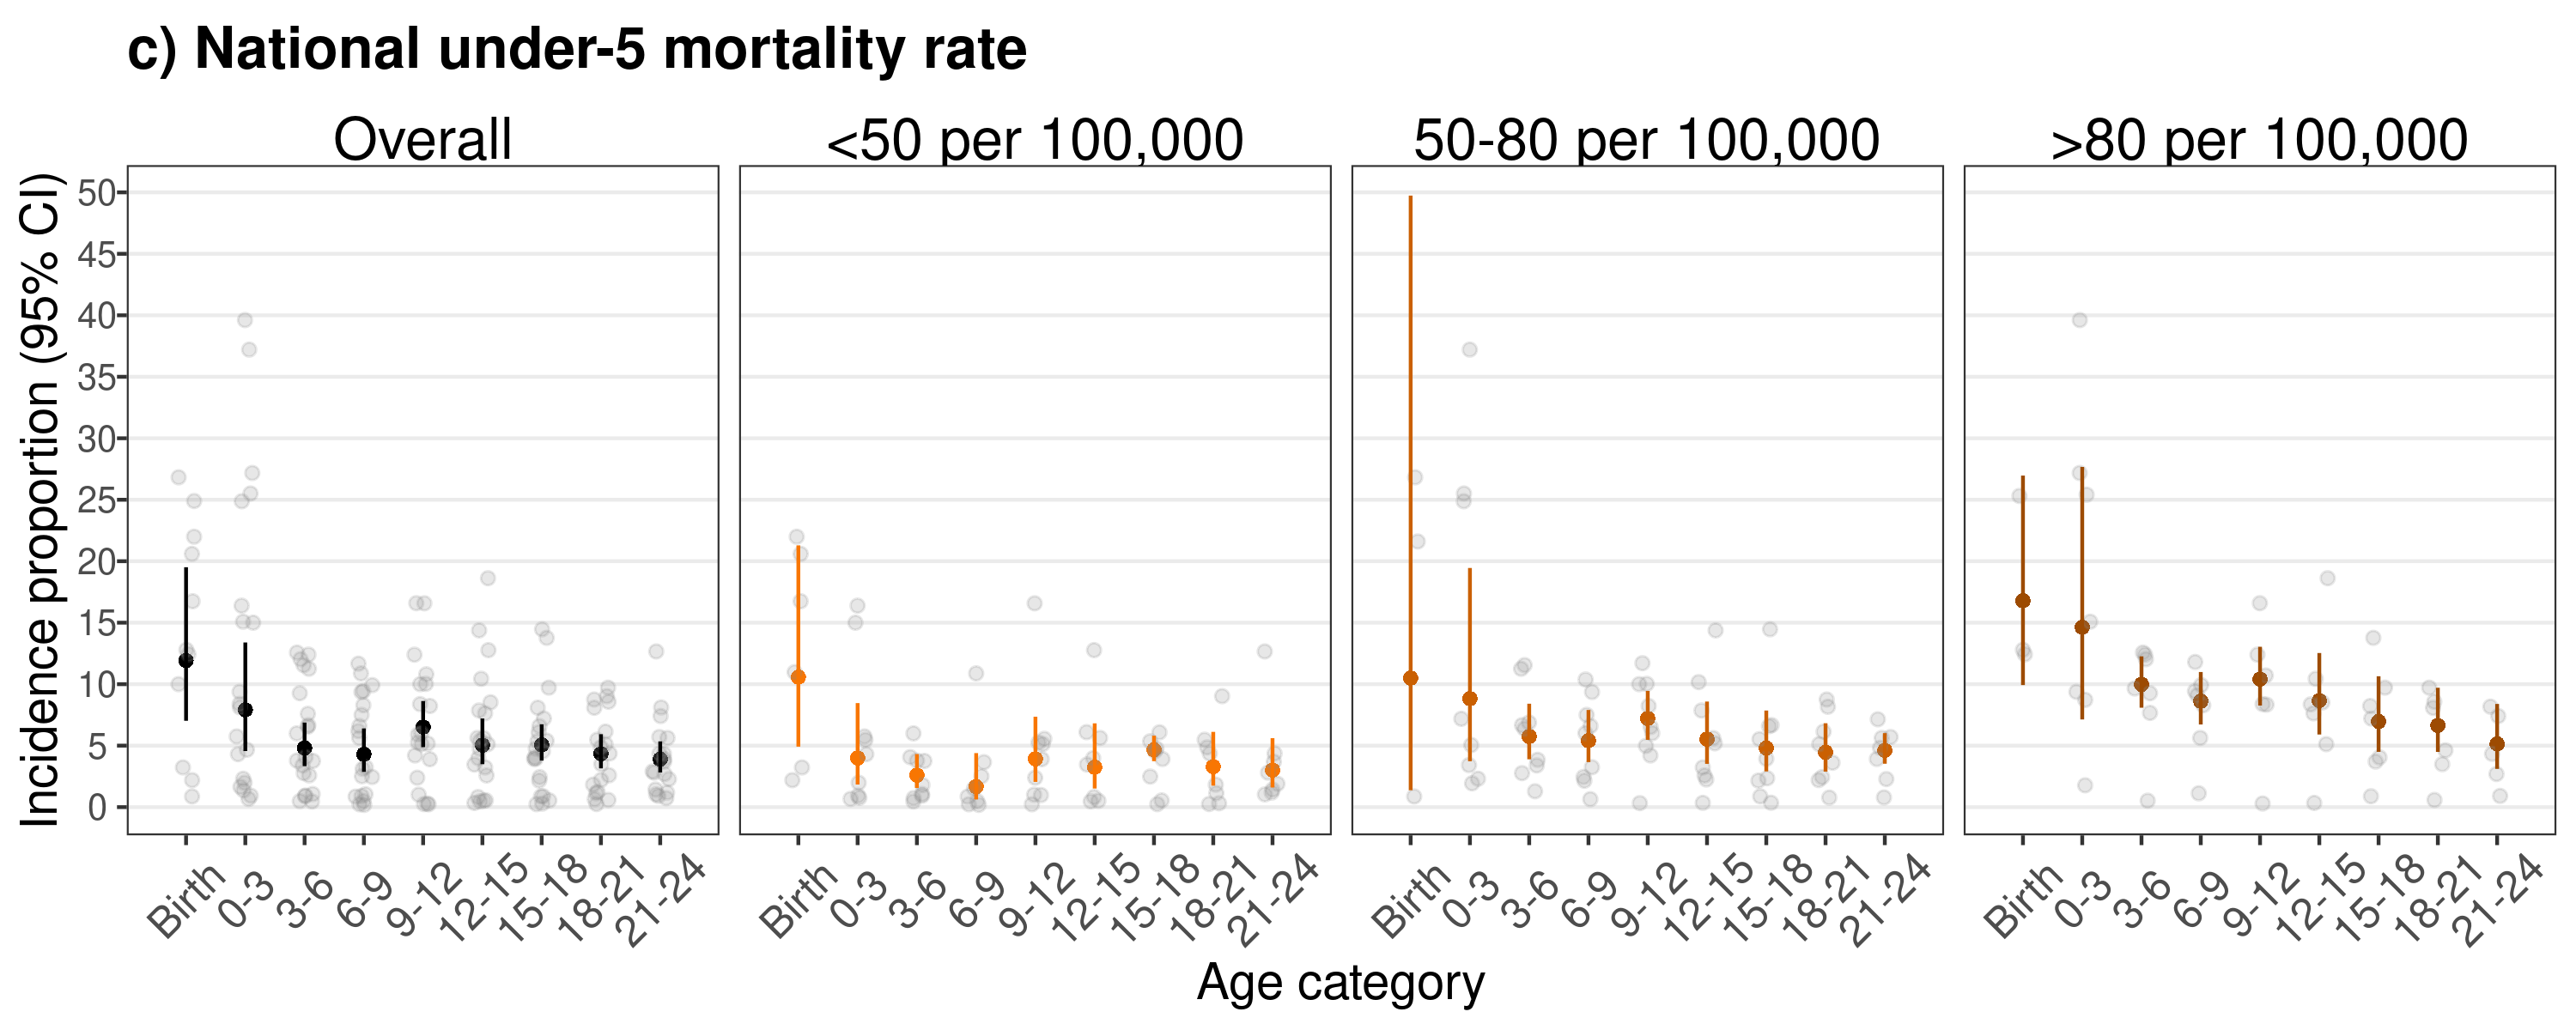 c) National under-5 mortality rate
Overall
<50 per 100,000
50-80 per 100,000
>80 per 100,000
Incidence proportion (95% CI)
50
45
40
35
30
25
20
15
10
5
0
Birth 0-3 3-6 6-9 9-12 12-15 15-18 18-21 21-24
Birth 0-3 3-6 6-9 9-12 12-15 15-18 18-21 21-24
Birth 0-3 3-6 6-9 9-12 12-15 15-18 18-21 21-24
Birth 0-3 3-6 6-9 9-12 12-15 15-18 18-21 21-24
Age category